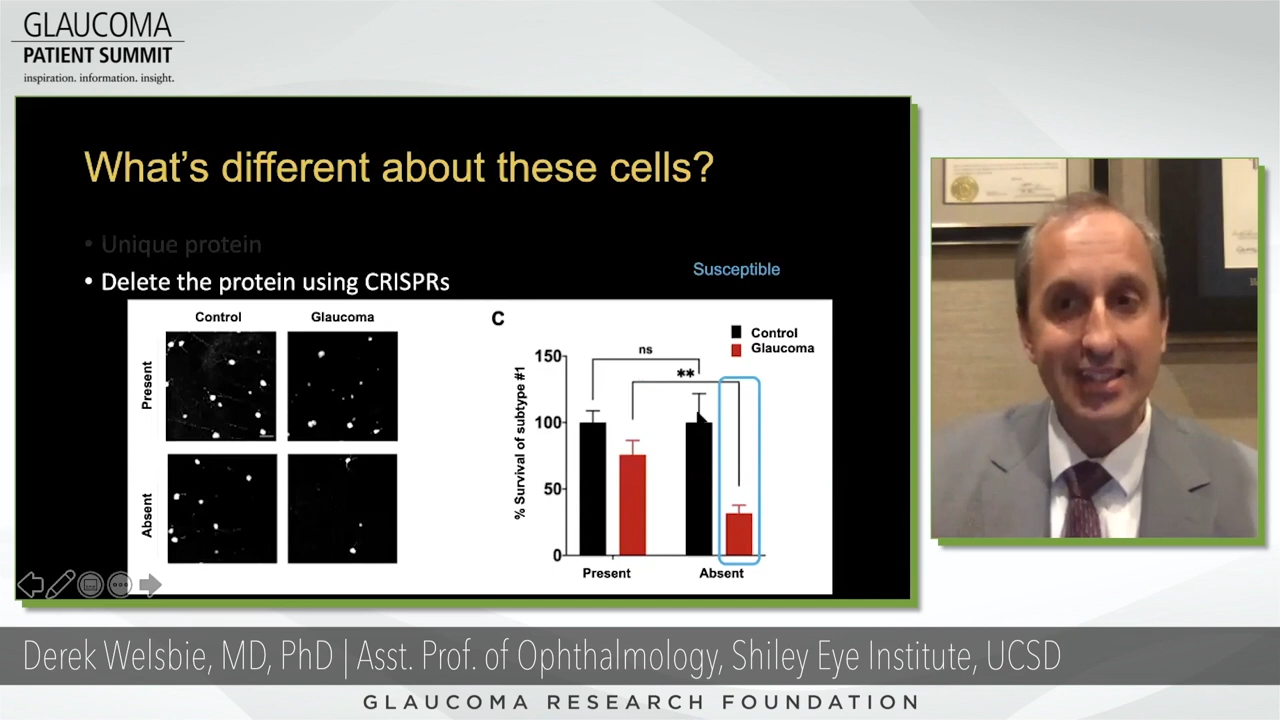 GLAUCOMA
PATIENT SUMMIT
inspiration. information. insight.
What's different about these cells?
• Unique protein
• Delete the protein using CRISPRs
Susceptible
Control
Glaucoma
Present
Absent
C
Control
Glaucoma
% Survival of subtype #1
150
100
50
0
ns
**
Present
Absent
Derek Welsbie, MD, PhD | Asst. Prof. of Ophthalmology, Shiley Eye Institute, UCSD
GLAUCOMA RESEARCH FOUNDATION